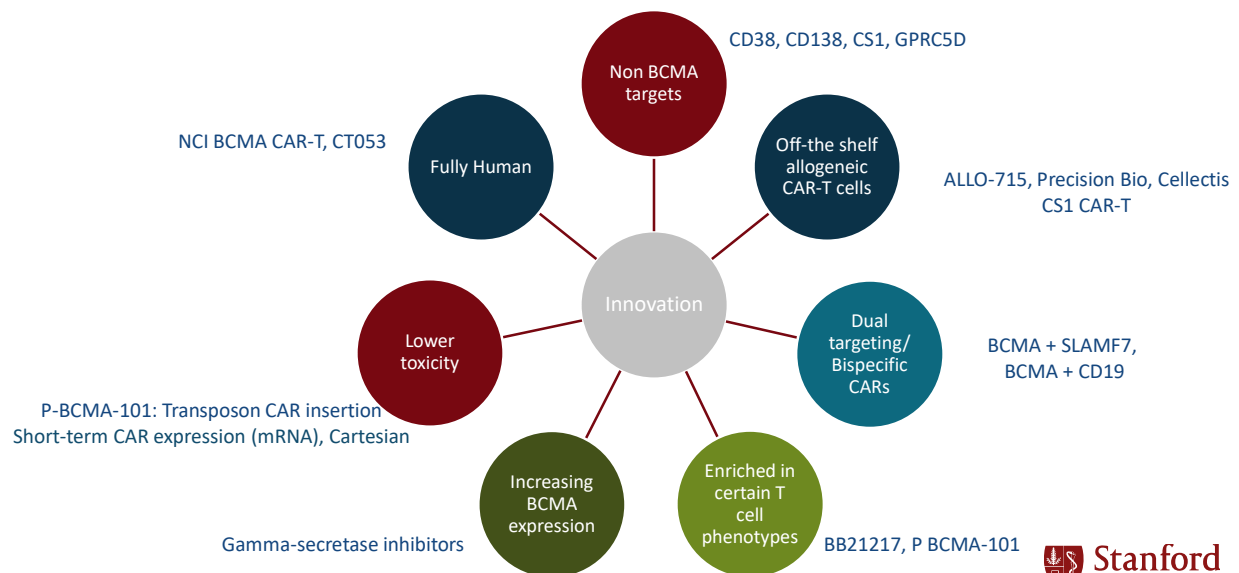 CD38, CD138, CS1, GPRC5D
Non BCMA
targets
NCI BCMA CAR-T, CT053
Fully Human
Off-the shelf
allogeneic
CAR-T cells
ALLO-715, Precision Bio, Cellectis
CS1 CAR-T
Innovation
Lower
toxicity
Dual
targeting/
Bispecific
CARs
BCMA + SLAMF7,
BCMA + CD19
P-BCMA-101: Transposon CAR insertion
Short-term CAR expression (mRNA), Cartesian
Increasing
BCMA
expression
Enriched in
certain T
cell
phenotypes
Gamma-secretase inhibitors
BB21217, P BCMA-101
Stanford